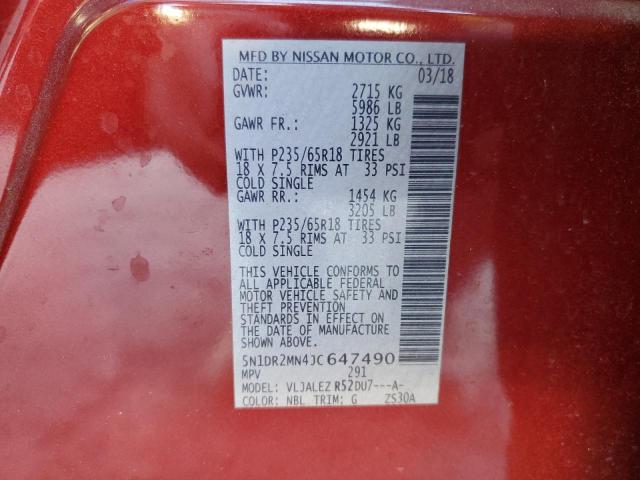 MFD BY NISSAN MOTOR CO., LTD.
DATE: 03/18
GVWR: 2715 KG
5986 LB
GAWR FR.: 1325 KG
2921 LB
WITH P235/65R18 TIRES
18 X 7.5 RIMS AT 33 PSI
COLD SINGLE
GAWR RR.: 1454 KG
3205 LB
WITH P235/65R18 TIRES
18 X 7.5 RIMS AT 33 PSI
COLD SINGLE
THIS VEHICLE CONFORMS TO
ALL APPLICABLE FEDERAL
MOTOR VEHICLE SAFETY AND
THEFT PREVENTION
STANDARDS IN EFFECT ON
THE DATE OF MANUFACTURE
SHOWN ABOVE.
5N1DR2MN4JC647490
MPV 291
MODEL: VLJALEZ R52DU7---A-
COLOR: NBL TRIM: G ZS30A